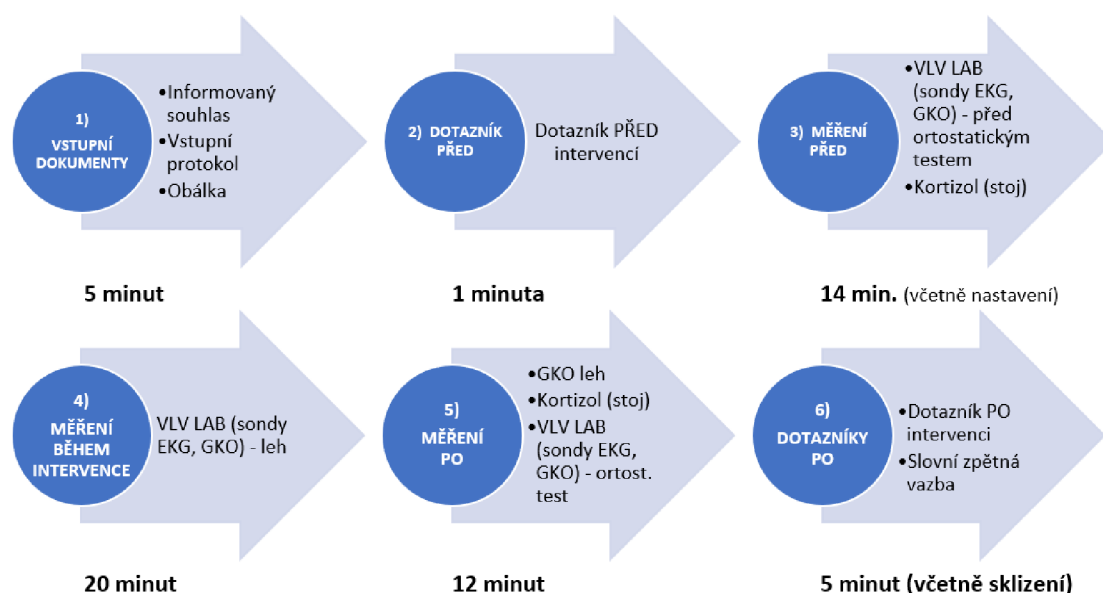 1)
VSTUPNÍ
DOKUMENTY
•Informovaný
souhlas
•Vstupní
protokol
•Obálka
5 minut
2) DOTAZNÍK
PŘED
Dotazník PŘED
intervencí
1 minuta
3) MĚŘENÍ
PŘED
•VLV LAB
(sondy EKG,
GKO) - před
ortostatickým
testem
•Kortizol (stoj)
14 min. (včetně nastavení)
4)
MĚŘENÍ
BĚHEM
INTERVENCE
VLV LAB (sondy
EKG, GKO) - leh
20 minut
5)
MĚŘENÍ
PO
•GKO leh
•Kortizol (stoj)
•VLV LAB
(sondy EKG,
GKO) - ortost.
test
12 minut
6)
DOTAZNÍKY
PO
•Dotazník PO
intervenci
•Slovní zpětná
vazba
5 minut (včetně sklizení)